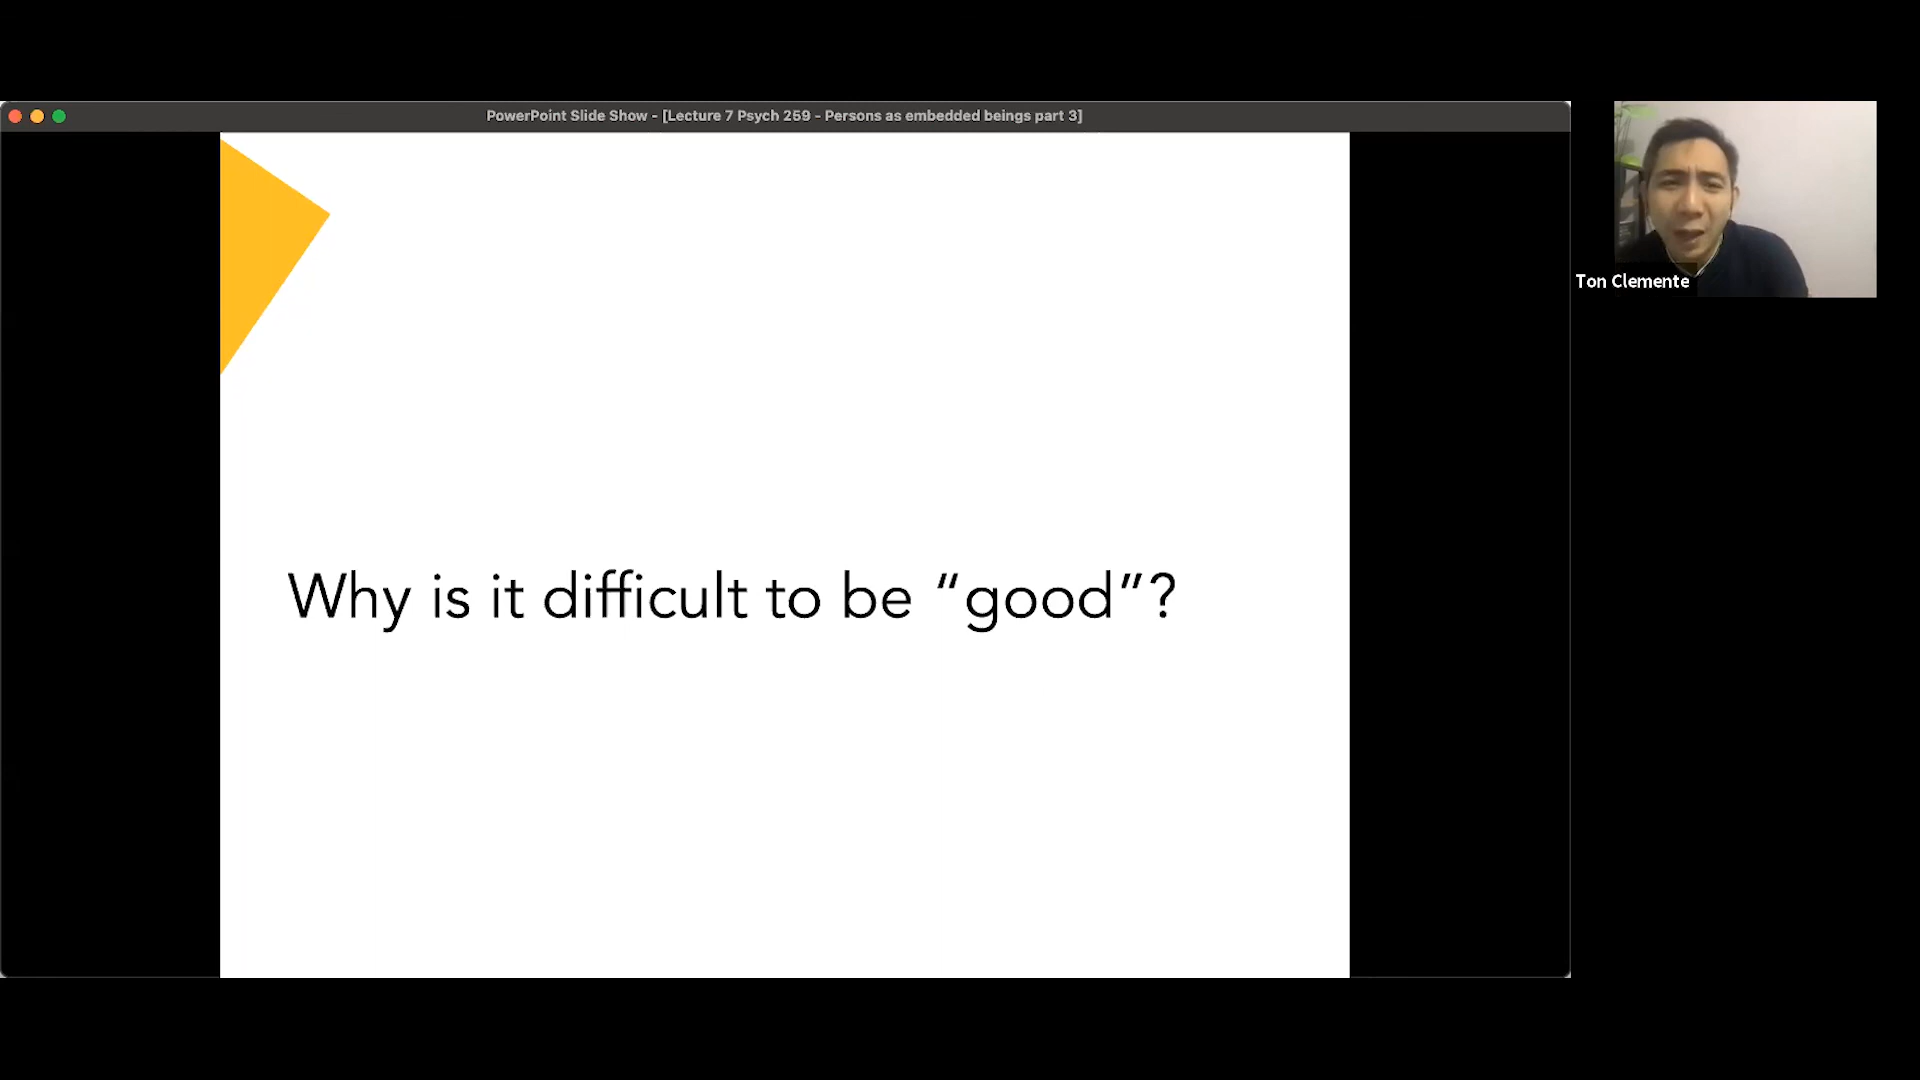 PowerPoint Slide Show - [Lecture 7 Psych 259 - Persons as embedded beings part 3]
Ton Clemente
Why is it difficult to be “good”?